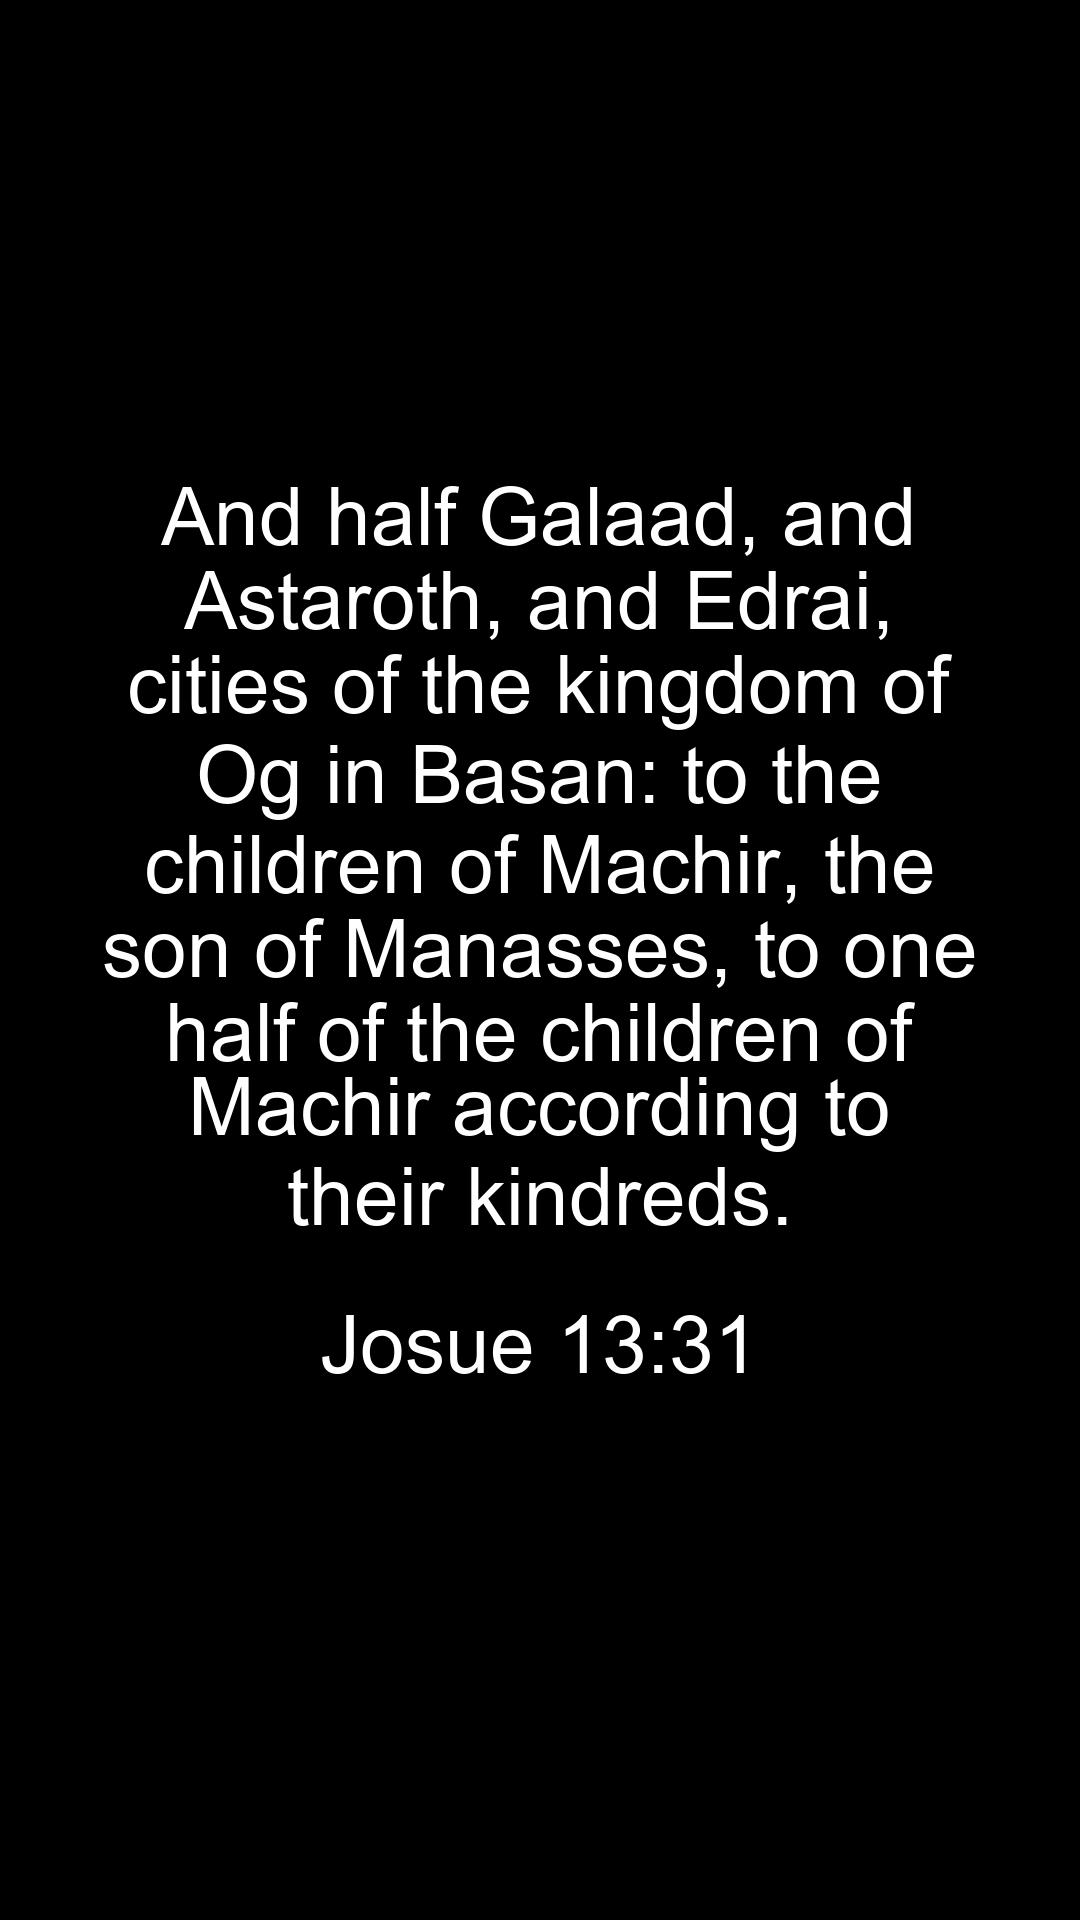 And half Galaad, and
Astaroth, and Edrai,
cities of the kingdom of
Og in Basan: to the
children of Machir, the
son of Manasses, to one
half of the children of
Machir according to
their kindreds.
Josue 13:31